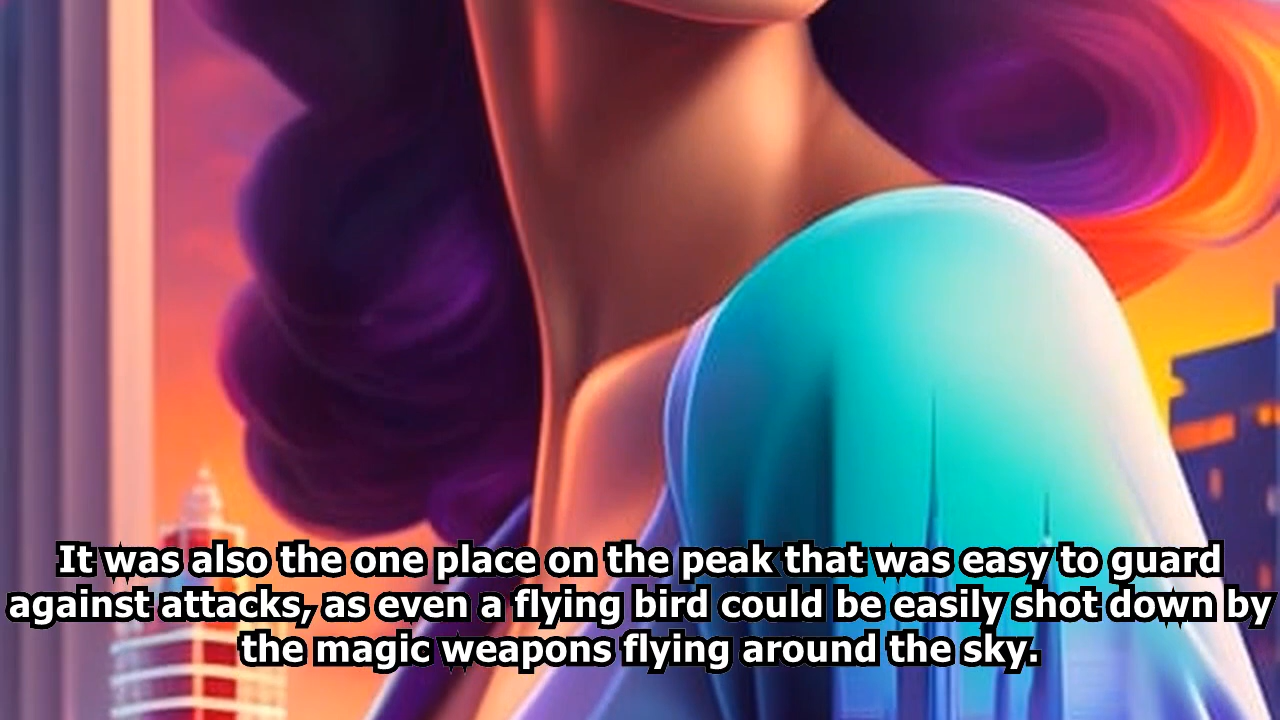 It was also the one place on the peak that was easy to guard
against attacks, as even a flying bird could be easily shot down by
the magic weapons flying around the sky.